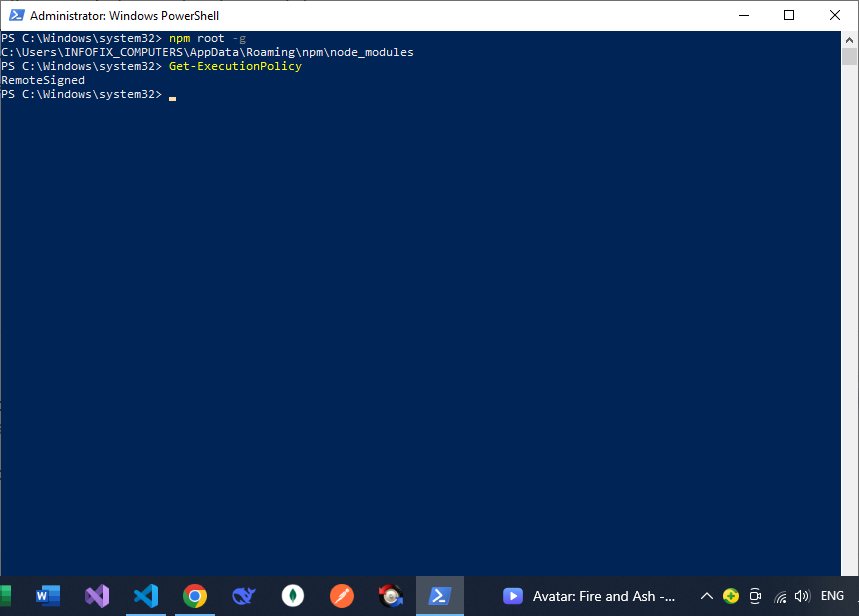 Administrator: Windows PowerShell
PS C:\Windows\system32> npm root -g
C:\Users\INFOFIX_COMPUTERS\AppData\Roaming\npm\node_modules
PS C:\Windows\system32> Get-ExecutionPolicy
RemoteSigned
PS C:\Windows\system32>
W
Avatar: Fire and Ash -...
ENG